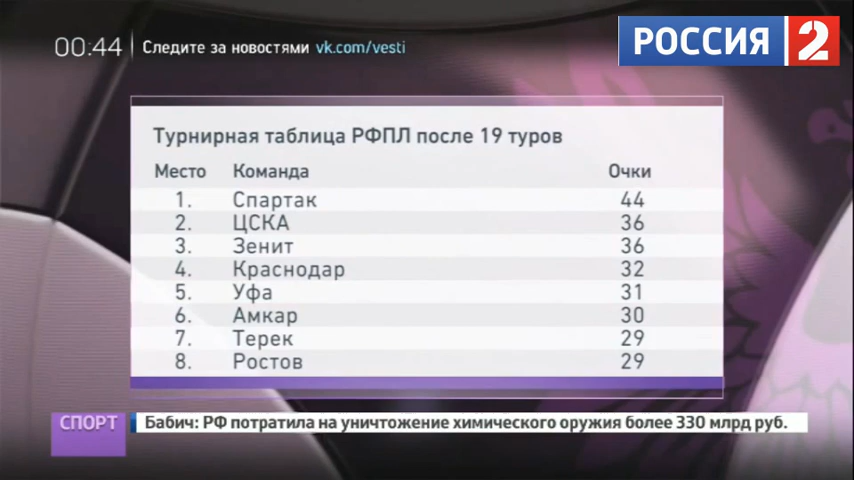 00:44 Следите за новостями vk.com/vesti
РОССИЯ 2
Турнирная таблица РФПЛ после 19 туров
Место Команда Очки
1. Спартак 44
2. ЦСКА 36
3. Зенит 36
4. Краснодар 32
5. Уфа 31
6. Амкар 30
7. Терек 29
8. Ростов 29
СПОРТ
Бабич: РФ потратила на уничтожение химического оружия более 330 млрд руб.